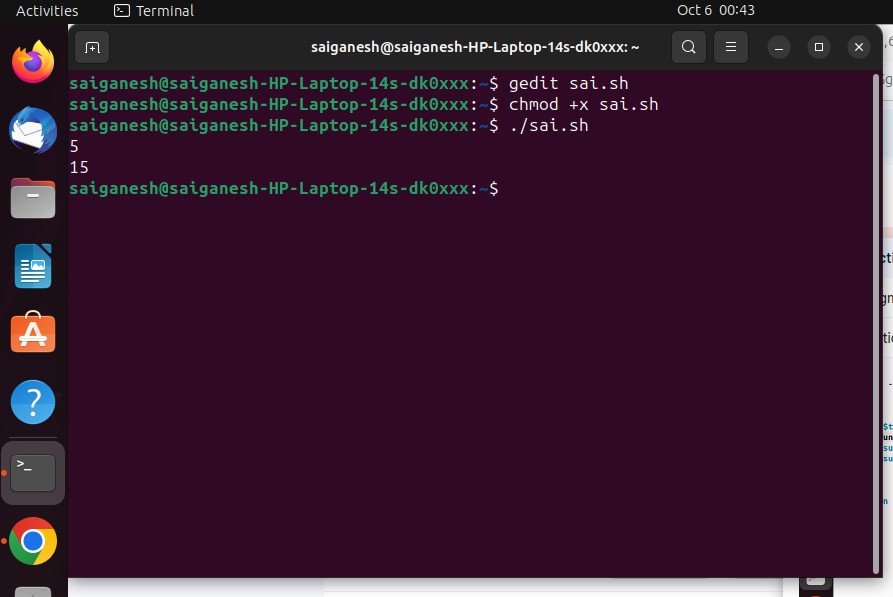 Activities Terminal Oct 6 00:43
saiganesh@saiganesh-HP-Laptop-14s-dk0xxx: ~
saiganesh@saiganesh-HP-Laptop-14s-dk0xxx:~$ gedit sai.sh
saiganesh@saiganesh-HP-Laptop-14s-dk0xxx:~$ chmod +x sai.sh
saiganesh@saiganesh-HP-Laptop-14s-dk0xxx:~$ ./sai.sh
5
15
saiganesh@saiganesh-HP-Laptop-14s-dk0xxx:~$